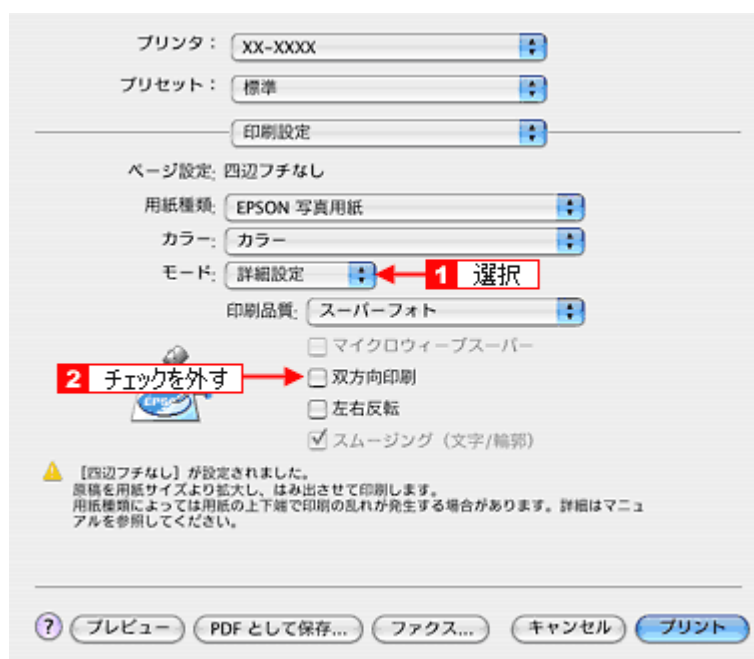 プリンタ： XX-XXXX
プリセット： 標準
印刷設定
ページ設定: 四辺フチなし
用紙種類: EPSON 写真用紙
カラー: カラー
モード: 詳細設定 1 選択
印刷品質: スーパーフォト
マイクロウィーブスーパー
2 チェックを外す 双方向印刷
EPSON
左右反転
スムージング（文字/輪郭）
［四辺フチなし］が設定されました。
原稿を用紙サイズより拡大し、はみ出させて印刷します。
用紙種類によっては用紙の上下端で印刷の乱れが発生する場合があります。詳細はマニュ
アルを参照してください。
? プレビュー PDF として保存... ファクス... キャンセル プリント